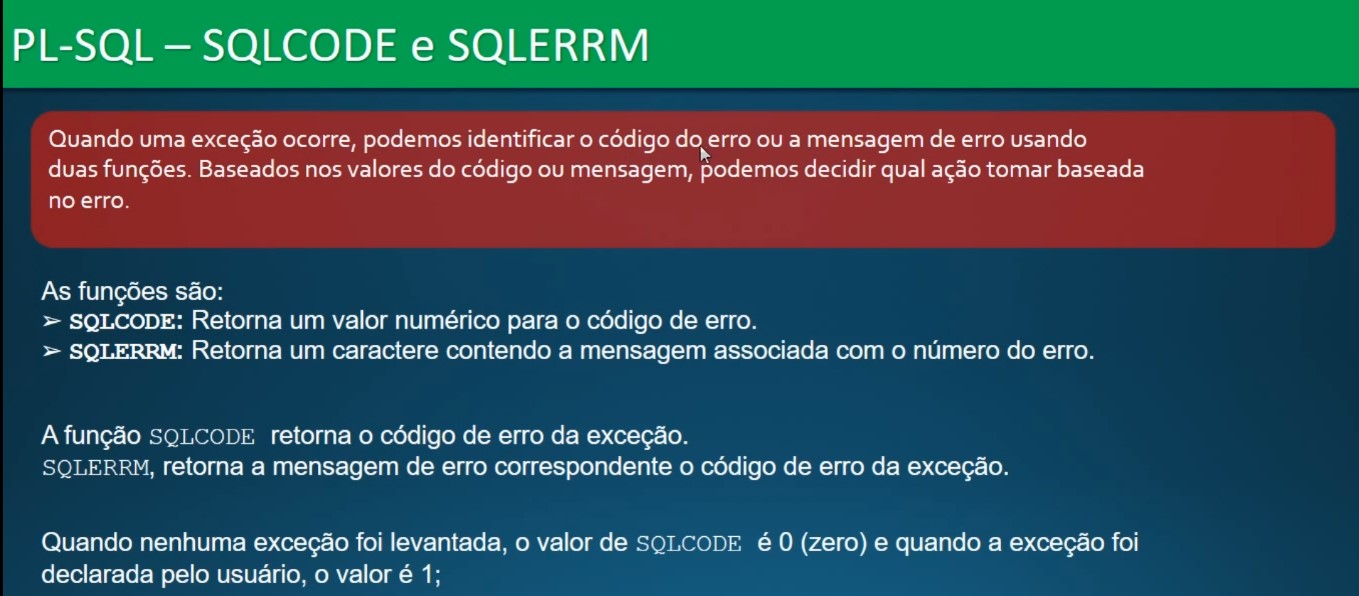 PL-SQL – SQLCODE e SQLERRM
Quando uma exceção ocorre, podemos identificar o código do erro ou a mensagem de erro usando
duas funções. Baseados nos valores do código ou mensagem, podemos decidir qual ação tomar baseada
no erro.
As funções são:
➢ SQLCODE: Retorna um valor numérico para o código de erro.
➢ SQLERRM: Retorna um caractere contendo a mensagem associada com o número do erro.
A função SQLCODE retorna o código de erro da exceção.
SQLERRM, retorna a mensagem de erro correspondente o código de erro da exceção.
Quando nenhuma exceção foi levantada, o valor de SQLCODE é 0 (zero) e quando a exceção foi
declarada pelo usuário, o valor é 1;